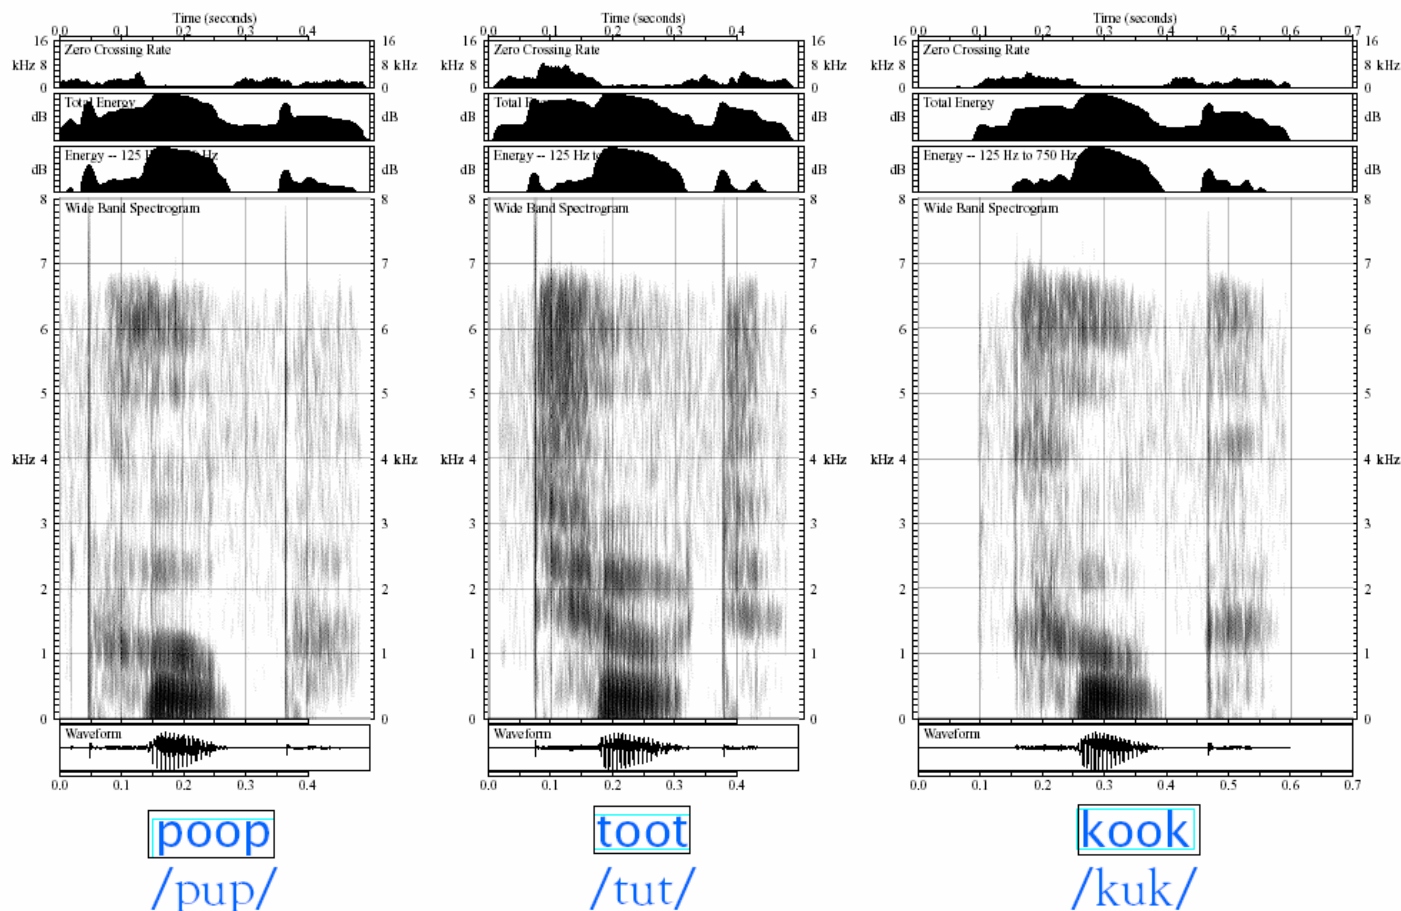 Time (seconds) Time (seconds) Time (seconds)
0.0 0.1 0.2 0.3 0.4 0.0 0.1 0.2 0.3 0.4 0.0 0.1 0.2 0.3 0.4 0.5 0.6 0.7
16 Zero Crossing Rate 16 16 Zero Crossing Rate 16 16 Zero Crossing Rate 16
kHz 8 8 kHz kHz 8 8 kHz kHz 8 8 kHz
0 0 0 0 0 0
Total Energy Total Energy
dB dB dB dB dB dB
Energy -- 125 Hz Energy -- 125 Hz to Energy -- 125 Hz to 750 Hz
dB dB dB dB dB dB
8 Wide Band Spectrogram 8 8 Wide Band Spectrogram 8 8 Wide Band Spectrogram 8
7 7 7 7 7 7
6 6 6 6 6 6
5 5 5 5 5 5
kHz 4 4 kHz kHz 4 4 kHz kHz 4 4 kHz
3 3 3 3 3 3
2 2 2 2 2 2
1 1 1 1 1 1
0 0 0 0 0 0
Waveform Waveform Waveform
0.0 0.1 0.2 0.3 0.4 0.0 0.1 0.2 0.3 0.4 0.0 0.1 0.2 0.3 0.4 0.5 0.6 0.7
poop toot kook
/pup/ /tut/ /kuk/